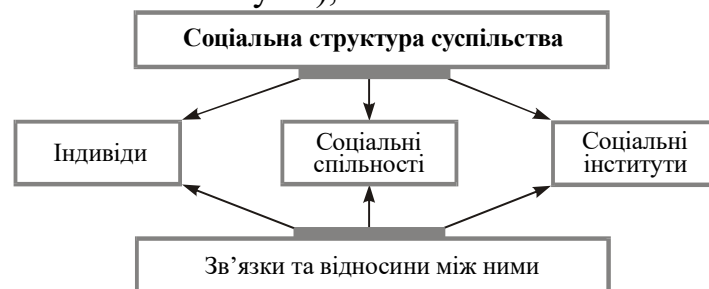 Соціальна структура суспільства
Індивіди
Соціальні
спільності
Соціальні
інститути
Зв’язки та відносини між ними